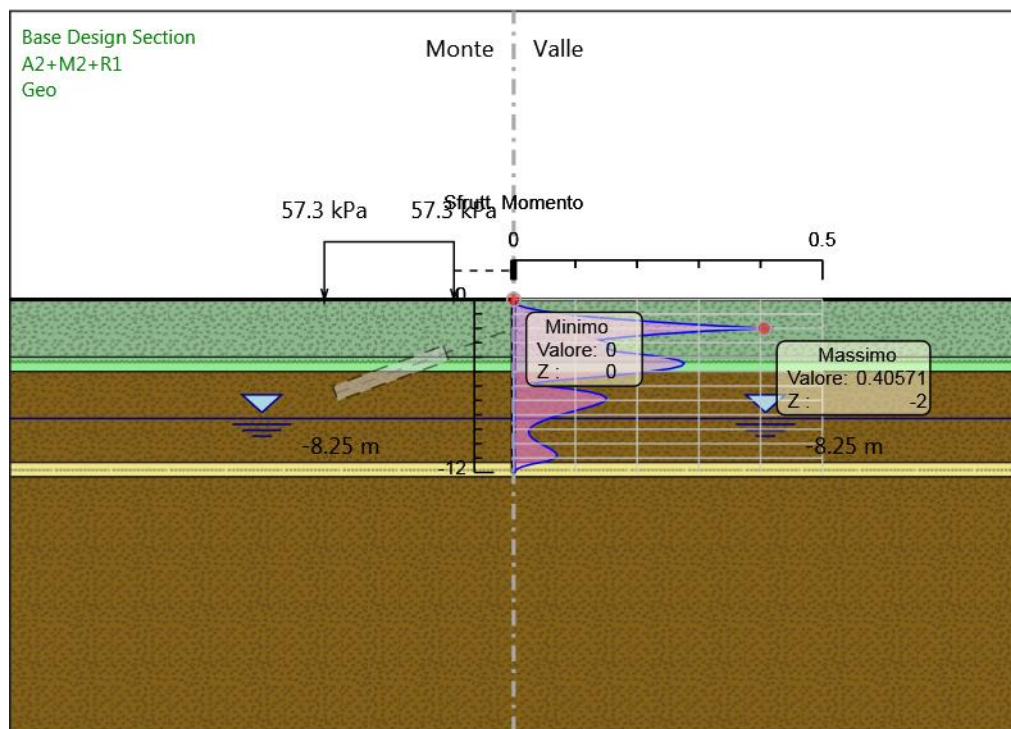 Base Design Section
A2+M2+R1
Geo
Monte
Valle
Sfrutt. Momento
57.3 kPa
57.3 kPa
0
0.5
0
Minimo
Valore: 0
Z : 0
Massimo
Valore: 0.40571
Z : -2
-8.25 m
-8.25 m
-12